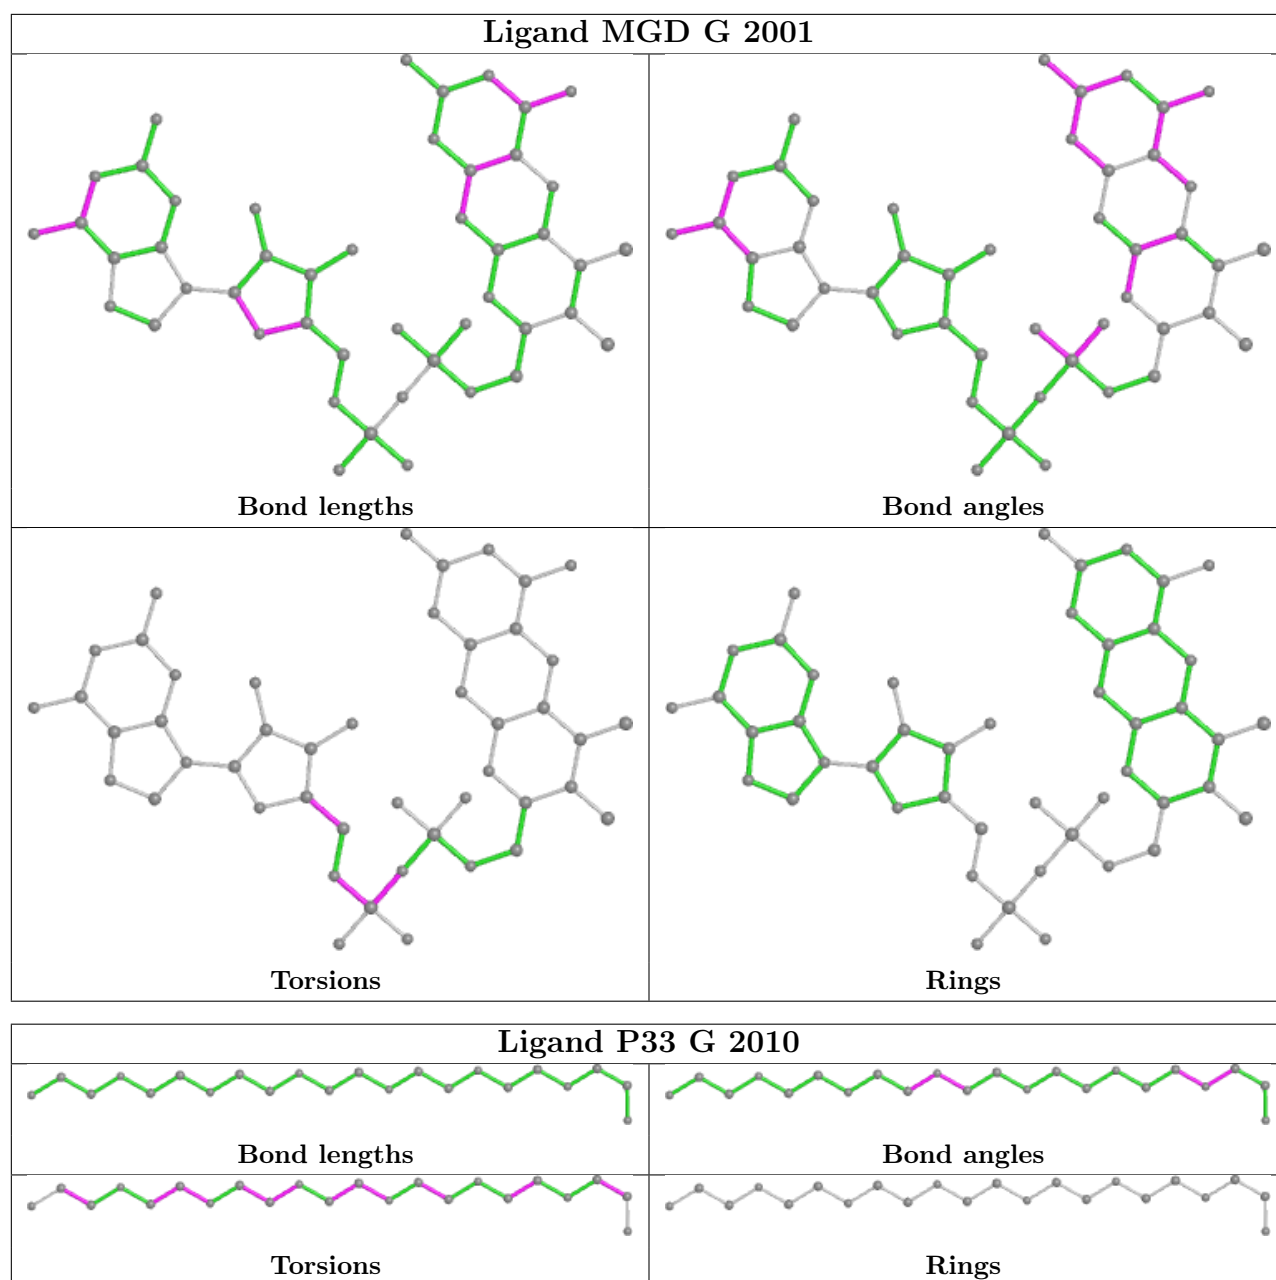 Ligand MGD G 2001
Bond lengths
Bond angles
Torsions
Rings
Ligand P33 G 2010
Bond lengths
Bond angles
Torsions
Rings